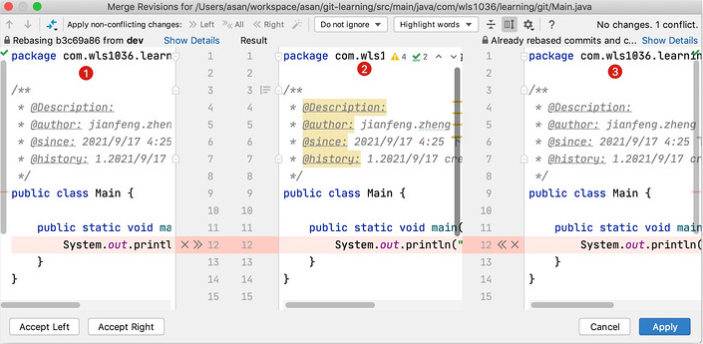 Merge Revisions for /Users/asan/workspace/asan/git-learning/src/main/java/com/wls1036/learning/git/Main.java
Apply non-conflicting changes: Left All Right Do not ignore Highlight words ? No changes. 1 conflict.
Rebasing b3c69a86 from dev Show Details Result Already rebased commits and c... Show Details
1
package com.wls1036.learnin
/**
* @Description:
* @author: jianfeng.zheng
* @since: 2021/9/17 4:25
* @history: 1.2021/9/17
*/
public class Main {
public static void ma
System.out.printl
}
}
1 1
2 2
3 3
4 4
5 5
6 6
7 7
8 8
9 9
10 10
11 11
12 12
13 13
14 14
15 15
2
package com.wls1 4 2
/**
* @Description:
* @author: jianfeng.zheng
* @since: 2021/9/17 4:25
* @history: 1.2021/9/17 cre
*/
public class Main {
public static void main(
System.out.println("
}
}
1
2
3
4
5
6
7
8
9
10
11
12
13
14
15
3
package com.wls1036.learnin
/**
* @Description:
* @author: jianfeng.zheng
* @since: 2021/9/17 4:25
* @history: 1.2021/9/17
*/
public class Main {
public static void
System.out.println(
}
}
Accept Left Accept Right Cancel Apply